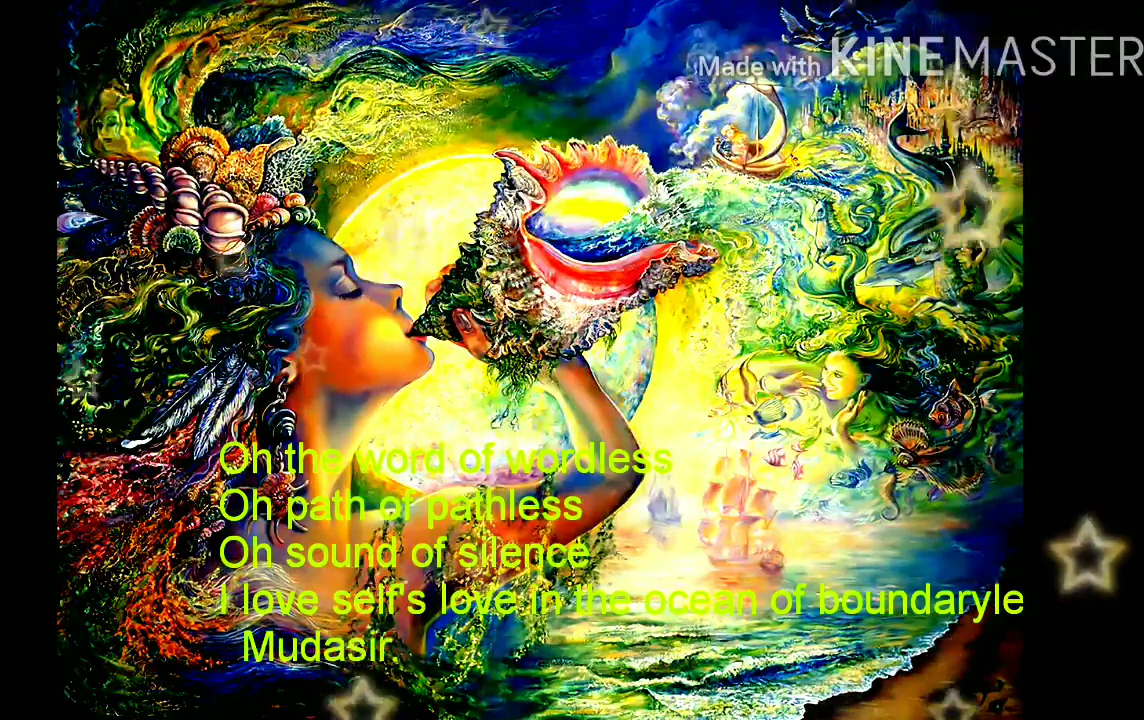 Made with KINEMASTER
Oh the word of wordless
Oh path of pathless
Oh sound of silence
I love self's love in the ocean of boundaryle
Mudasir.